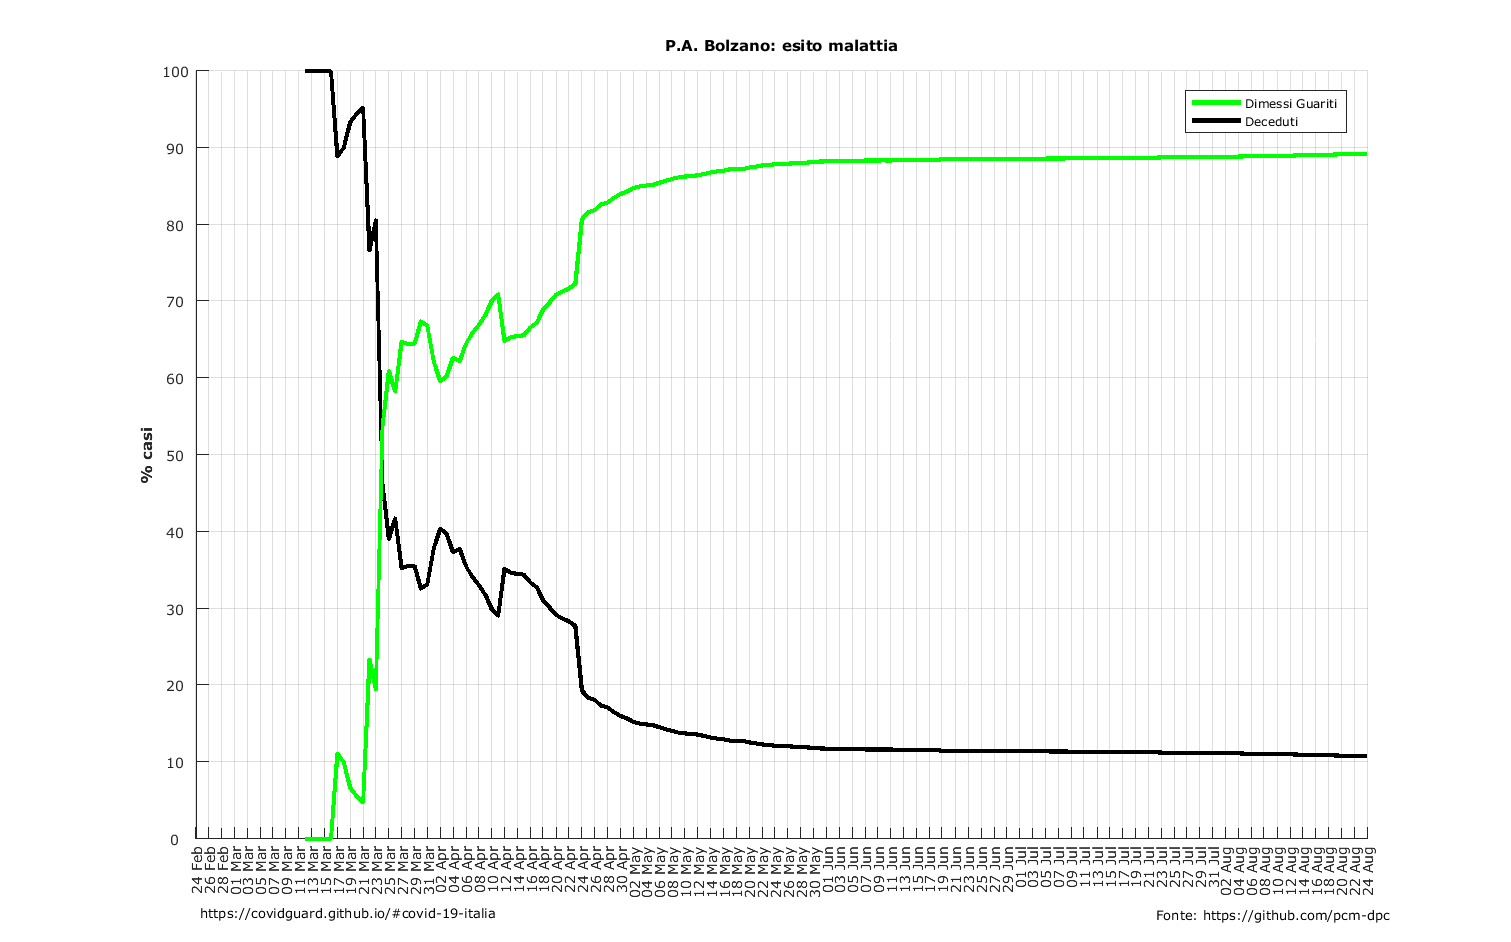 P.A. Bolzano: esito malattia
Dimessi Guariti
Deceduti
% casi
100
90
80
70
60
50
40
30
20
10
0
24 Feb
26 Feb
28 Feb
01 Mar
03 Mar
05 Mar
07 Mar
09 Mar
11 Mar
13 Mar
15 Mar
17 Mar
19 Mar
21 Mar
23 Mar
25 Mar
27 Mar
29 Mar
31 Mar
02 Apr
04 Apr
06 Apr
08 Apr
10 Apr
12 Apr
14 Apr
16 Apr
18 Apr
20 Apr
22 Apr
24 Apr
26 Apr
28 Apr
30 Apr
02 May
04 May
06 May
08 May
10 May
12 May
14 May
16 May
18 May
20 May
22 May
24 May
26 May
28 May
30 May
01 Jun
03 Jun
05 Jun
07 Jun
09 Jun
11 Jun
13 Jun
15 Jun
17 Jun
19 Jun
21 Jun
23 Jun
25 Jun
27 Jun
29 Jun
01 Jul
03 Jul
05 Jul
07 Jul
09 Jul
11 Jul
13 Jul
15 Jul
17 Jul
19 Jul
21 Jul
23 Jul
25 Jul
27 Jul
29 Jul
31 Jul
02 Aug
04 Aug
06 Aug
08 Aug
10 Aug
12 Aug
14 Aug
16 Aug
18 Aug
20 Aug
22 Aug
24 Aug
https://covidguard.github.io/#covid-19-italia
Fonte: https://github.com/pcm-dpc